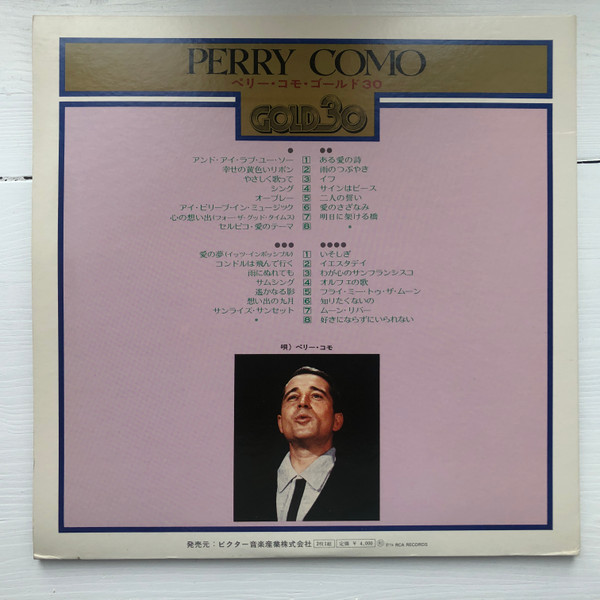 PERRY COMO
ペリー・コモ・ゴールド30
GOLD 30
●
アンド・アイ・ラブ・ユー・ソー 1
幸せの黄色いリボン 2
やさしく歌って 3
シング 4
オーブレー 5
アイ・ビリーブ・イン・ミュージック 6
心の想い出(フォー・ザ・グッド・タイムス) 7
セルピコ・愛のテーマ 8
●●
ある愛の詩
雨のつぶやき
イフ
サインはピース
二人の誓い
愛のさざなみ
明日に架ける橋
*
●●●
愛の夢(イッツ・インポッシブル) 1
コンドルは飛んで行く 2
雨にぬれても 3
サムシング 4
遥かなる影 5
想い出の九月 6
サンライズ・サンセット 7
* 8
●●●●
いそしぎ
イエスタデイ
わが心のサンフランシスコ
オルフェの歌
フライ・ミー・トゥ・ザ・ムーン
知りたくないの
ムーン・リバー
好きにならずにいられない
唄)ペリー・コモ
発売元:ビクター音楽産業株式会社 2枚1組 定価 ¥ 4,000 RCA RECORDS